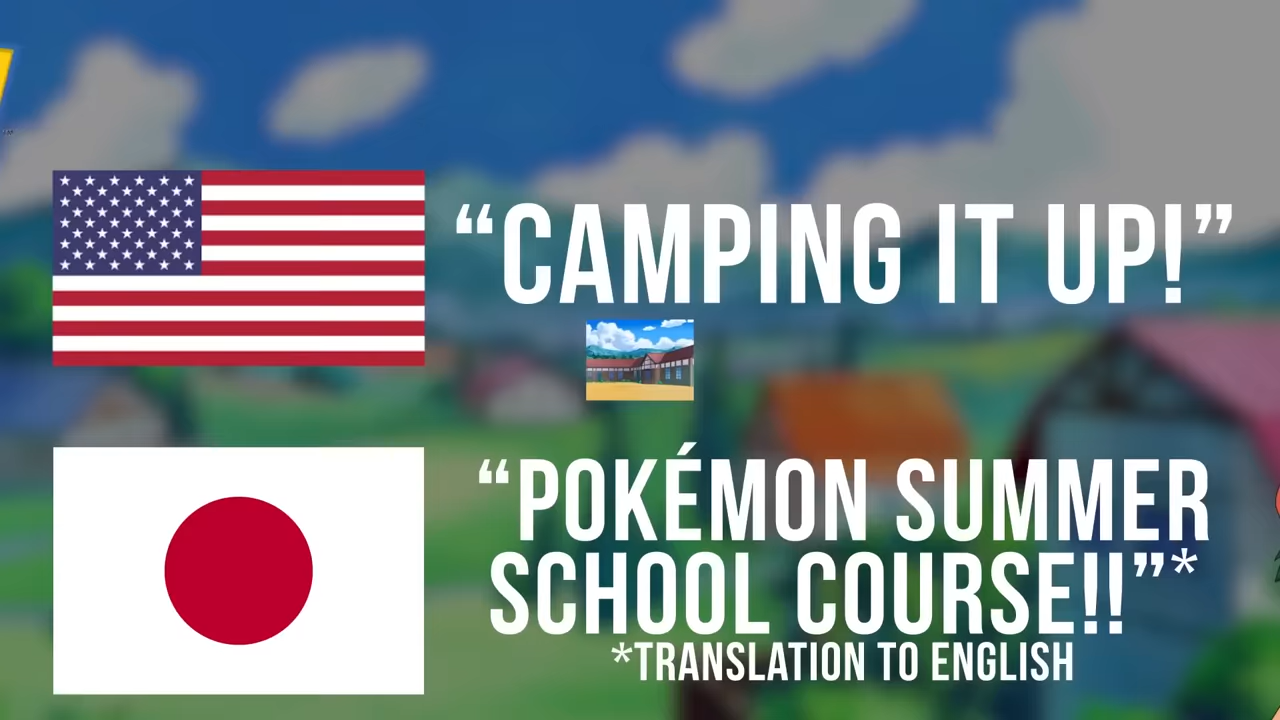 “CAMPING IT UP!”
“POKÉMON SUMMER
SCHOOL COURSE!!”*
*TRANSLATION TO ENGLISH